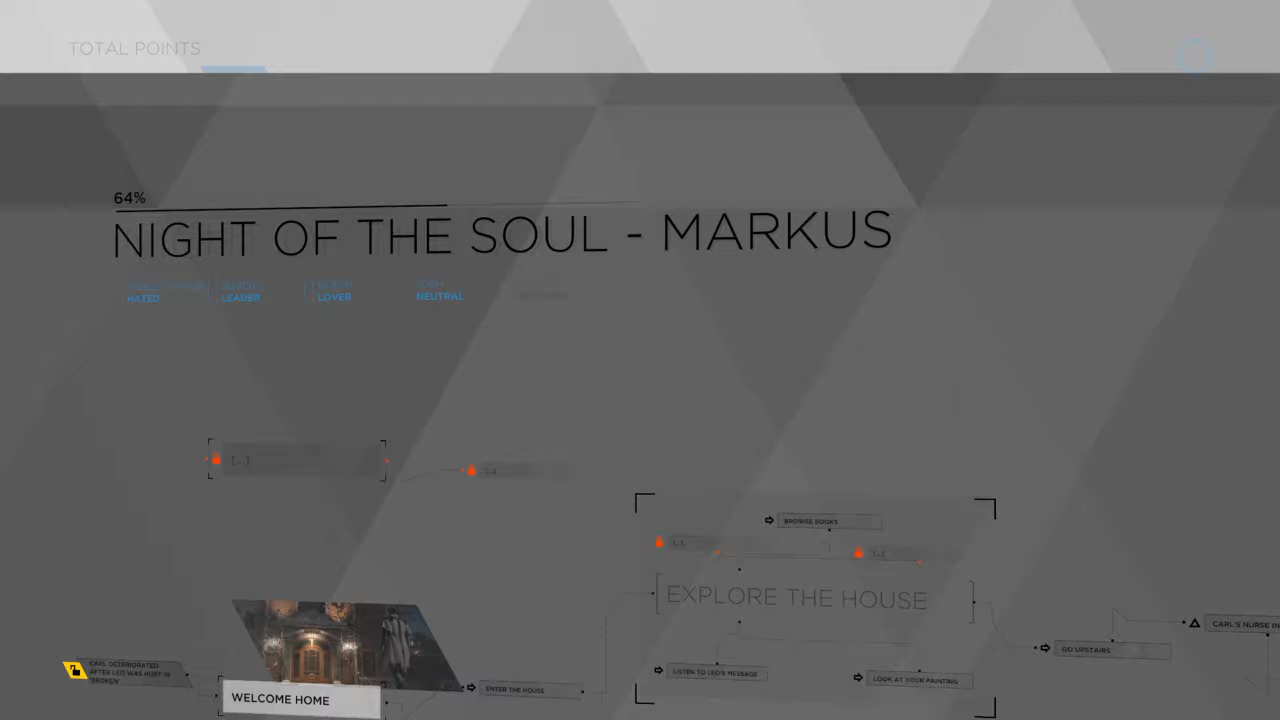 TOTAL POINTS
64%
NIGHT OF THE SOUL - MARKUS
HATED
LEADER
LOVER
NEUTRAL
[...]
[...]
BROWSE BOOKS
[...]
[...]
EXPLORE THE HOUSE
CARL'S NURSE IN
GO UPSTAIRS
CARL DETERIORATED
AFTER LEO WAS HURT IN
'BROKEN'
LISTEN TO LEO'S MESSAGE
LOOK AT YOUR PAINTING
ENTER THE HOUSE
WELCOME HOME